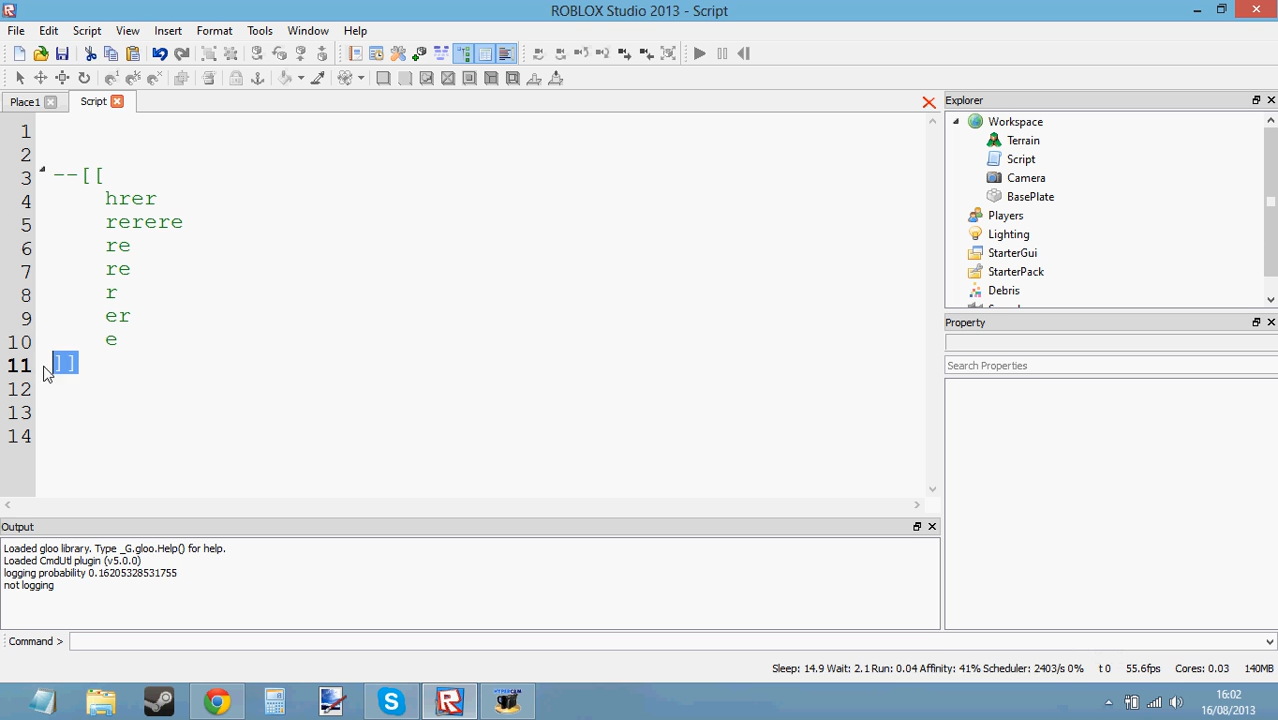 ROBLOX Studio 2013 - Script
File Edit Script View Insert Format Tools Window Help
Place1
Script
1
2
3 --[[
4 hrer
5 rerere
6 re
7 re
8 r
9 er
10 e
11 ]]
12
13
14
Explorer
Workspace
Terrain
Script
Camera
BasePlate
Players
Lighting
StarterGui
StarterPack
Debris
Property
Search Properties
Output
Loaded gloo library. Type _G.gloo.Help() for help.
Loaded CmdUtl plugin (v5.0.0)
logging probability 0.16205328531755
not logging
Command >
Sleep: 14.9 Wait: 2.1 Run: 0.04 Affinity: 41% Scheduler: 2403/s 0% t 0 55.6fps Cores: 0.03 140MB
16:02
16/08/2013